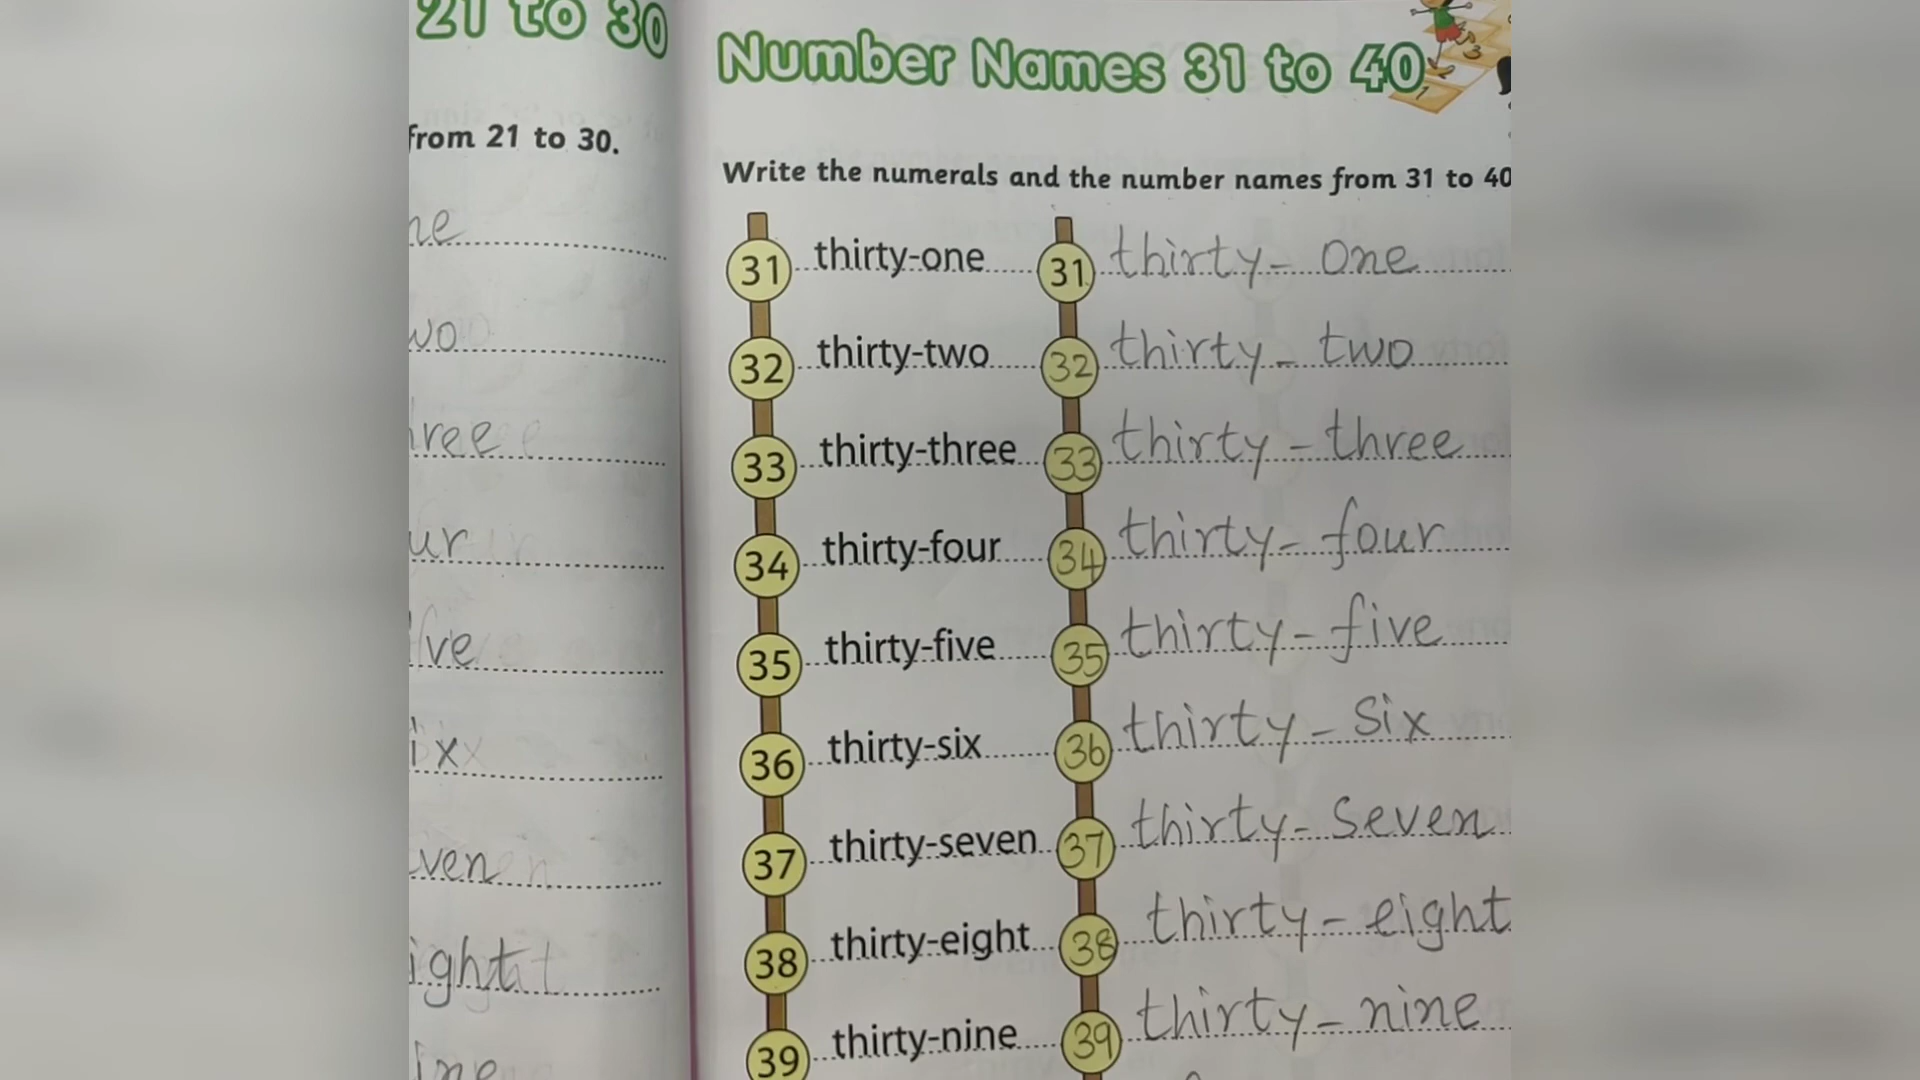 21 to 30
from 21 to 30.
Number Names 31 to 40
Write the numerals and the number names from 31 to 40
31 thirty-one 31 thirty- one
32 thirty-two 32 thirty- two
33 thirty-three 33 thirty - three
34 thirty-four 34 thirty- four
35 thirty-five 35 thirty - five
36 thirty-six 36 thirty - Six
37 thirty-seven 37 thirty- Seven
38 thirty-eight 38 thirty - eight
39 thirty-nine 39 thirty - nine